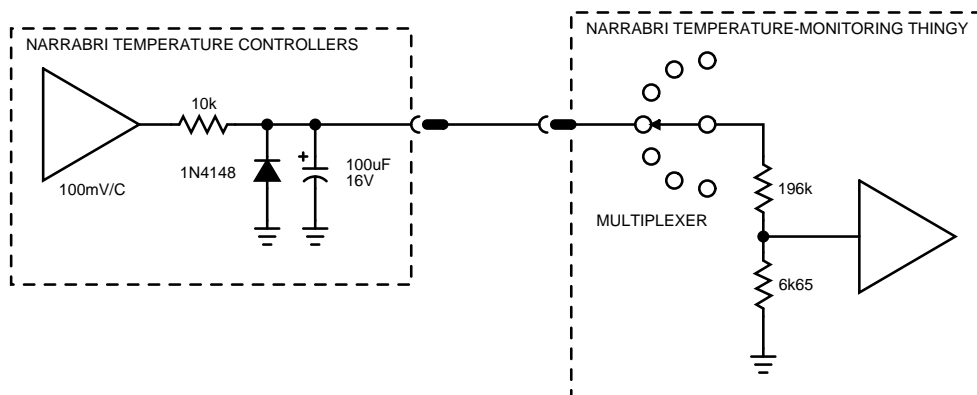 NARRABRI TEMPERATURE CONTROLLERS
NARRABRI TEMPERATURE-MONITORING THINGY
10k
1N4148
+
100uF
16V
100mV/C
196k
MULTIPLEXER
6k65